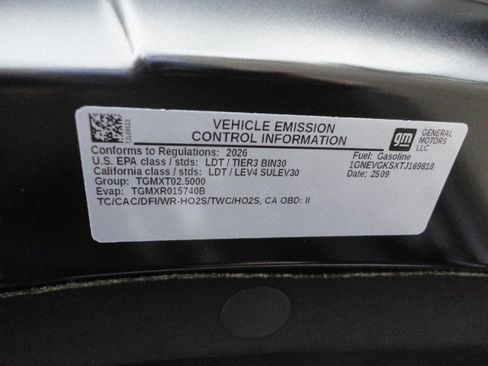 VEHICLE EMISSION
CONTROL INFORMATION
Conforms to Regulations: 2026
U.S. EPA class / stds: LDT / TIER3 BIN30
California class / stds: LDT / LEV4 SULEV30
Group: TGMXT02.5000
Evap: TGMXR015740B
TC/CAC/DFI/WR-HO2S/TWC/HO2S, CA OBD: II
gm
GENERAL
MOTORS
LLC
Fuel: Gasoline
1GNEVGKSXTJ169818
Date: 2509